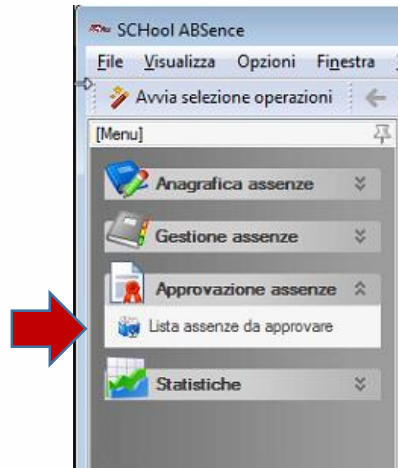 SCHool ABSence
File Visualizza Opzioni Finestra
Avvia selezione operazioni
[Menu]
Anagrafica assenze
Gestione assenze
Approvazione assenze
Lista assenze da approvare
Statistiche